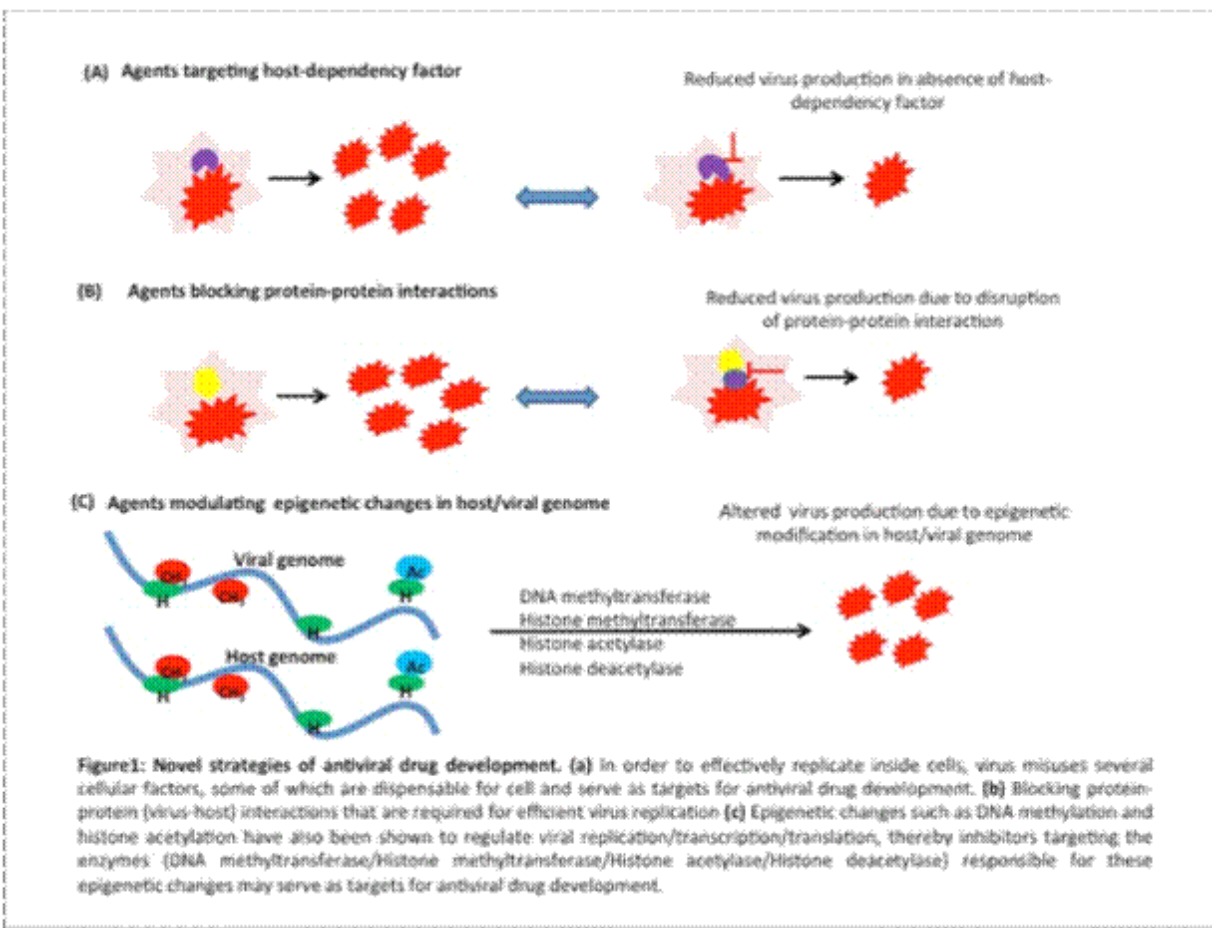 (A) Agents targeting host-dependency factor
Reduced virus production in absence of host-
dependency factor
(B) Agents blocking protein-protein interactions
Reduced virus production due to disruption
of protein-protein interaction
(C) Agents modulating epigenetic changes in host/viral genome
Altered virus production due to epigenetic
modification in host/viral genome
Viral genome
CH3
H
CH3
H
Ac
H
Host genome
CH3
H
CH3
H
Ac
H
DNA methyltransferase
Histone methyltransferase
Histone acetylase
Histone deacetylase
Figure1: Novel strategies of antiviral drug development. (a) In order to effectively replicate inside cells, virus misuses several
cellular factors, some of which are dispensable for cell and serve as targets for antiviral drug development. (b) Blocking protein-
protein (virus-host) interactions that are required for efficient virus replication (c) Epigenetic changes such as DNA methylation and
histone acetylation have also been shown to regulate viral replication/transcription/translation, thereby inhibitors targeting the
enzymes (DNA methyltransferase/Histone methyltransferase/Histone acetylase/Histone deacetylase) responsible for these
epigenetic changes may serve as targets for antiviral drug development.